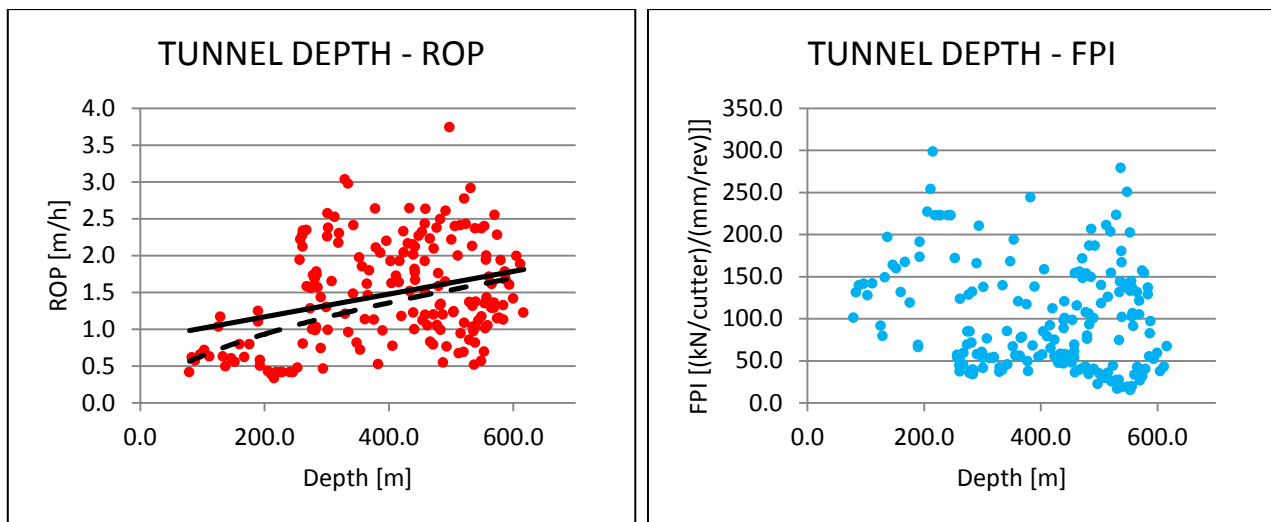 TUNNEL DEPTH - ROP
4.0
3.5
3.0
2.5
2.0
1.5
1.0
0.5
0.0
ROP [m/h]
0.0 200.0 400.0 600.0
Depth [m]
TUNNEL DEPTH - FPI
350.0
300.0
250.0
200.0
150.0
100.0
50.0
0.0
FPI [(kN/cutter)/(mm/rev)]]
0.0 200.0 400.0 600.0
Depth [m]